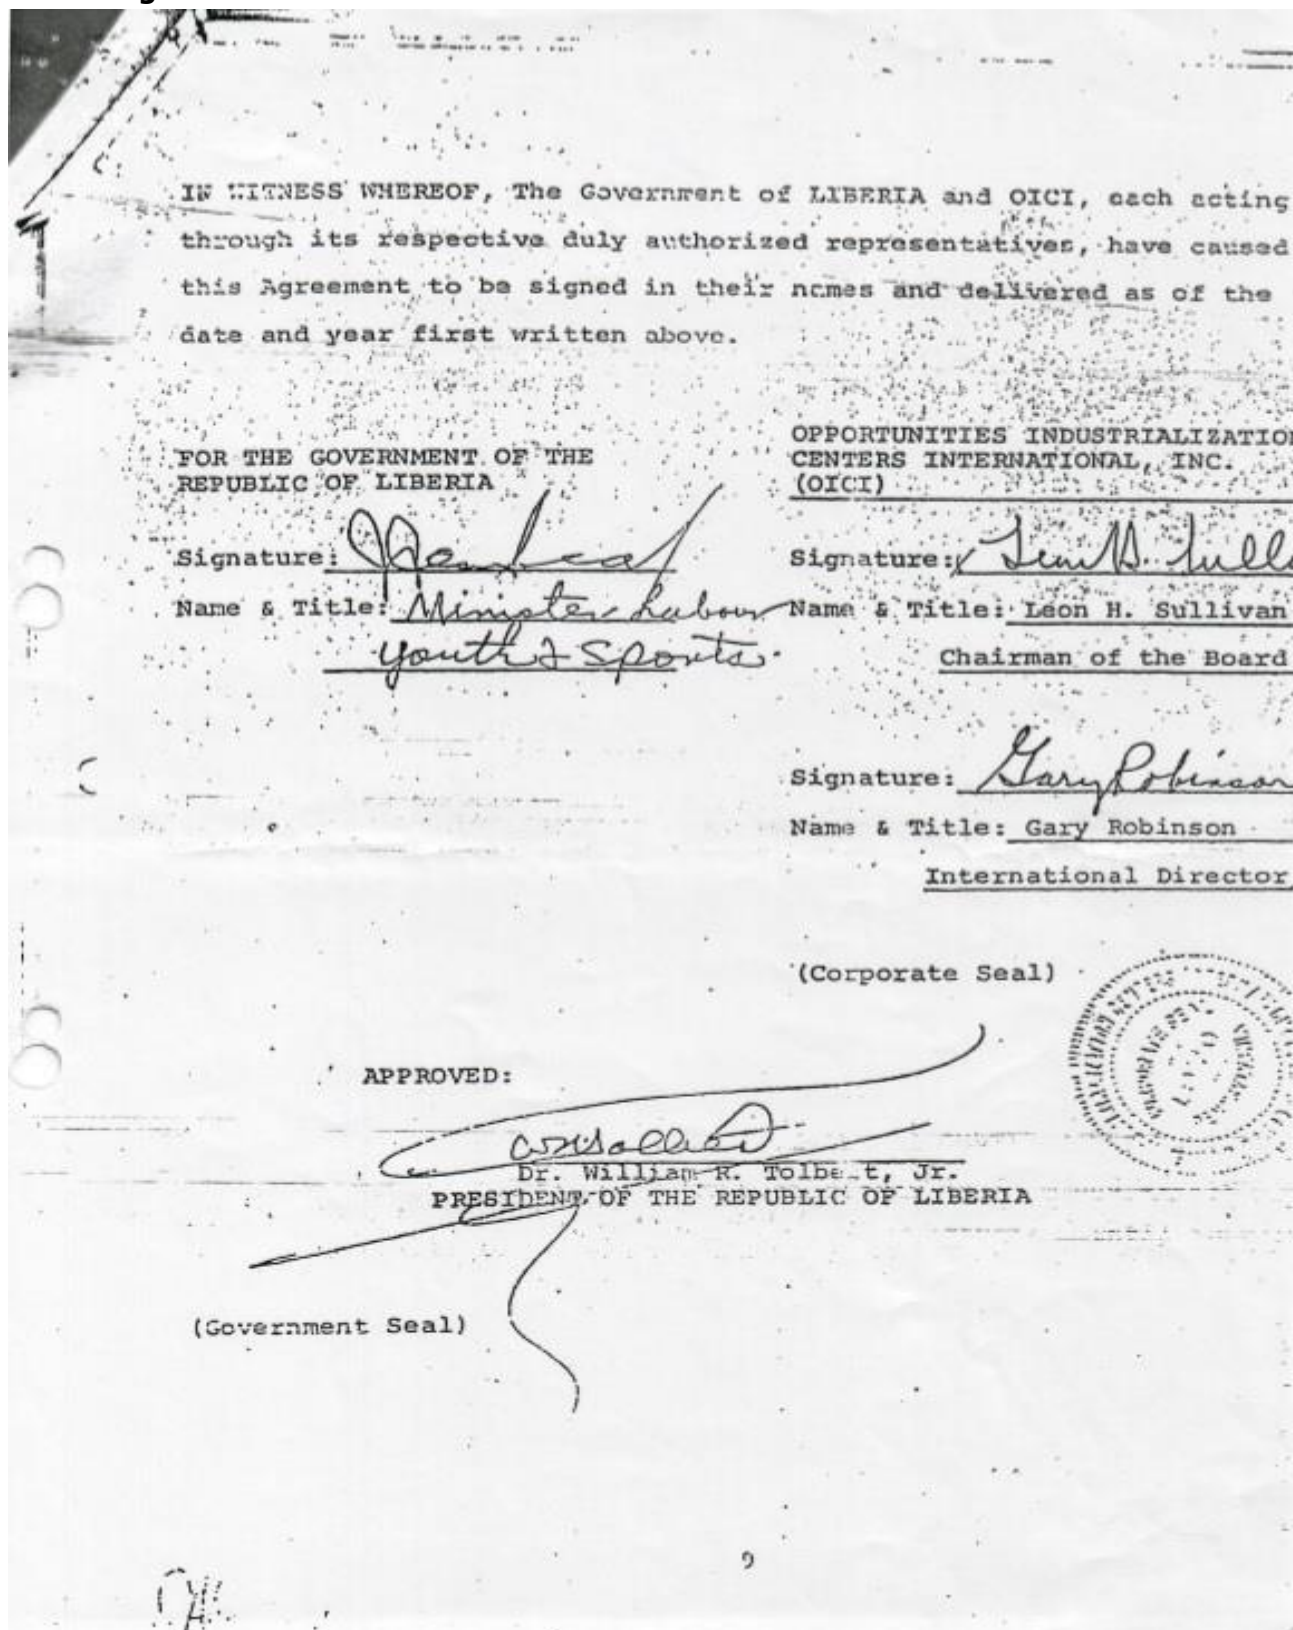 IN WITNESS WHEREOF, The Government of LIBERIA and OICI, each acting
through its respective duly authorized representatives, have caused
this Agreement to be signed in their names and delivered as of the
date and year first written above.
FOR THE GOVERNMENT OF THE
REPUBLIC OF LIBERIA
Signature:
Name & Title: Minister Labour
Youth & Sports.
OPPORTUNITIES INDUSTRIALIZATION
CENTERS INTERNATIONAL, INC.
(OICI)
Signature: Leon H.
Name & Title: Leon H. Sullivan
Chairman of the Board
Signature: Gary Robinson
Name & Title: Gary Robinson
International Director
(Corporate Seal)
APPROVED:
Dr. William R. Tolbert, Jr.
PRESIDENT OF THE REPUBLIC OF LIBERIA
(Government Seal)
9